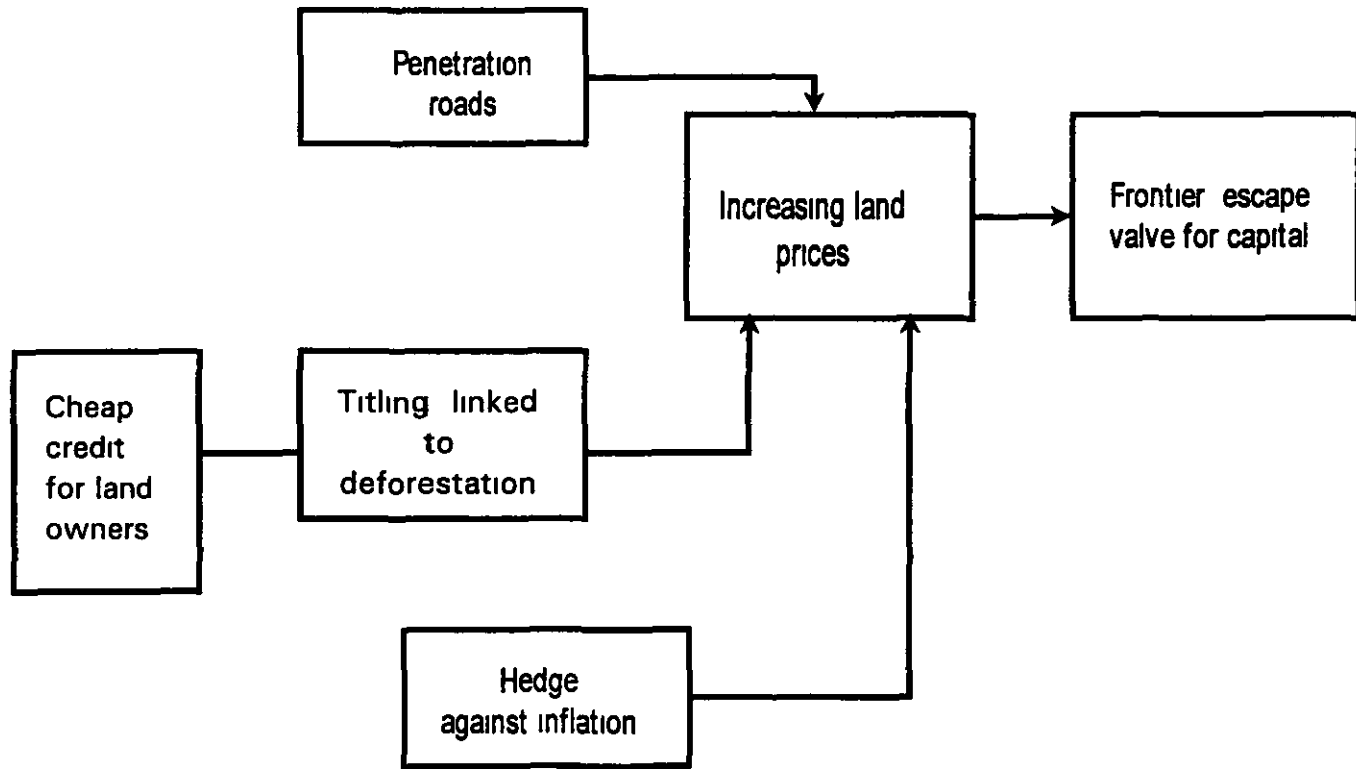 Penetration
roads
Increasing land
prices
Frontier escape
valve for capital
Cheap
credit
for land
owners
Titling linked
to
deforestation
Hedge
against inflation